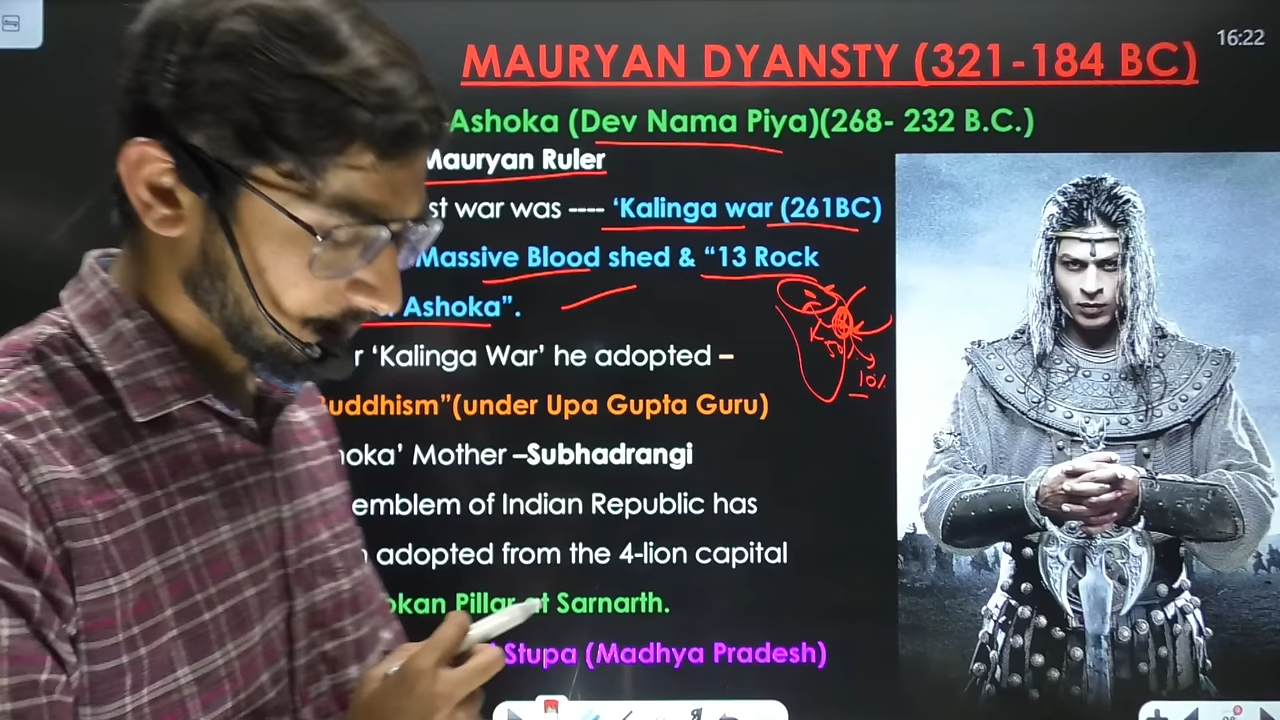 16:22
MAURYAN DYANSTY (321-184 BC)
-Ashoka (Dev Nama Piya)(268- 232 B.C.)
Mauryan Ruler
st war was ---- ‘Kalinga war (261BC)
Massive Blood shed & “13 Rock
Ashoka”.
r ‘Kalinga War’ he adopted –
Buddhism”(under Upa Gupta Guru)
hoka’ Mother –Subhadrangi
emblem of Indian Republic has
adopted from the 4-lion capital
okan Pillar at Sarnarth.
Stupa (Madhya Pradesh)
10%